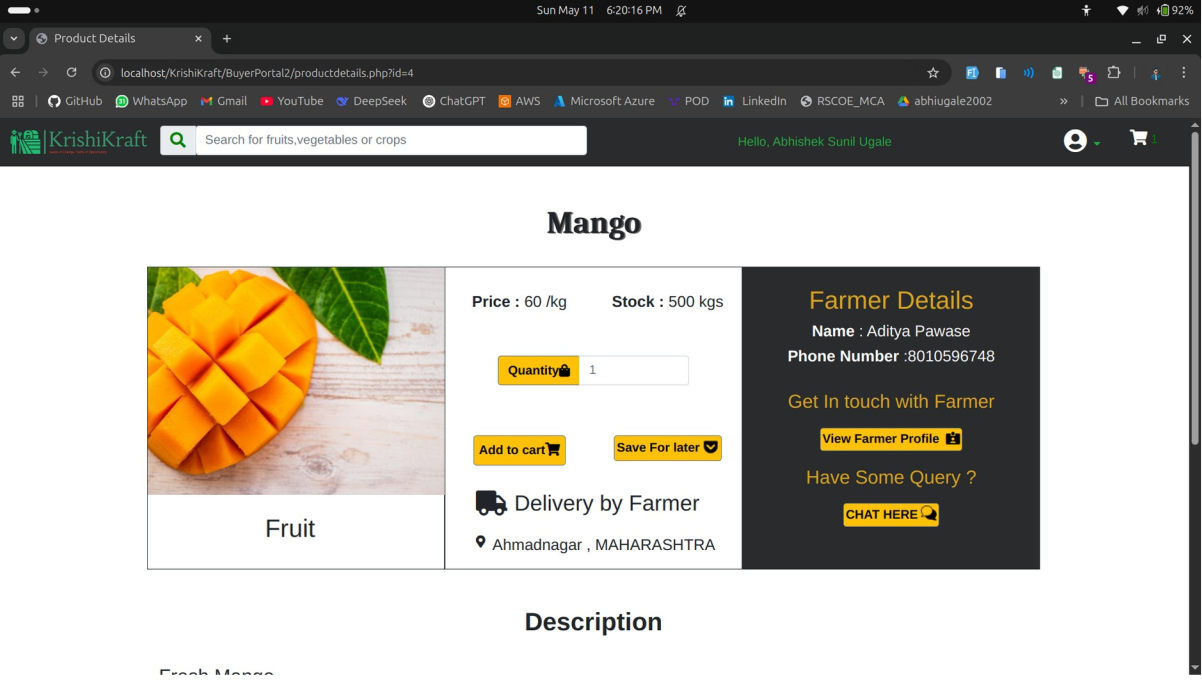 Sun May 11 6:20:16 PM
92%
Product Details
localhost/KrishiKraft/BuyerPortal2/productdetails.php?id=4
5
GitHub WhatsApp Gmail YouTube DeepSeek ChatGPT AWS Microsoft Azure POD LinkedIn RSCOE_MCA abhiugale2002 » All Bookmarks
KrishiKraft Search for fruits,vegetables or crops Hello, Abhishek Sunil Ugale 1
Mango
Price : 60 /kg Stock : 500 kgs
Quantity 1
Add to cart Save For later
Delivery by Farmer
Ahmadnagar , MAHARASHTRA
Fruit
Farmer Details
Name : Aditya Pawase
Phone Number :8010596748
Get In touch with Farmer
View Farmer Profile
Have Some Query ?
CHAT HERE
Description
Fresh Mango